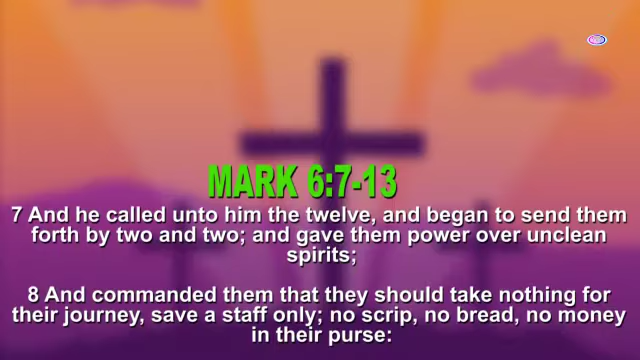 MARK 6:7-13
7 And he called unto him the twelve, and began to send them
forth by two and two; and gave them power over unclean
spirits;
8 And commanded them that they should take nothing for
their journey, save a staff only; no scrip, no bread, no money
in their purse: